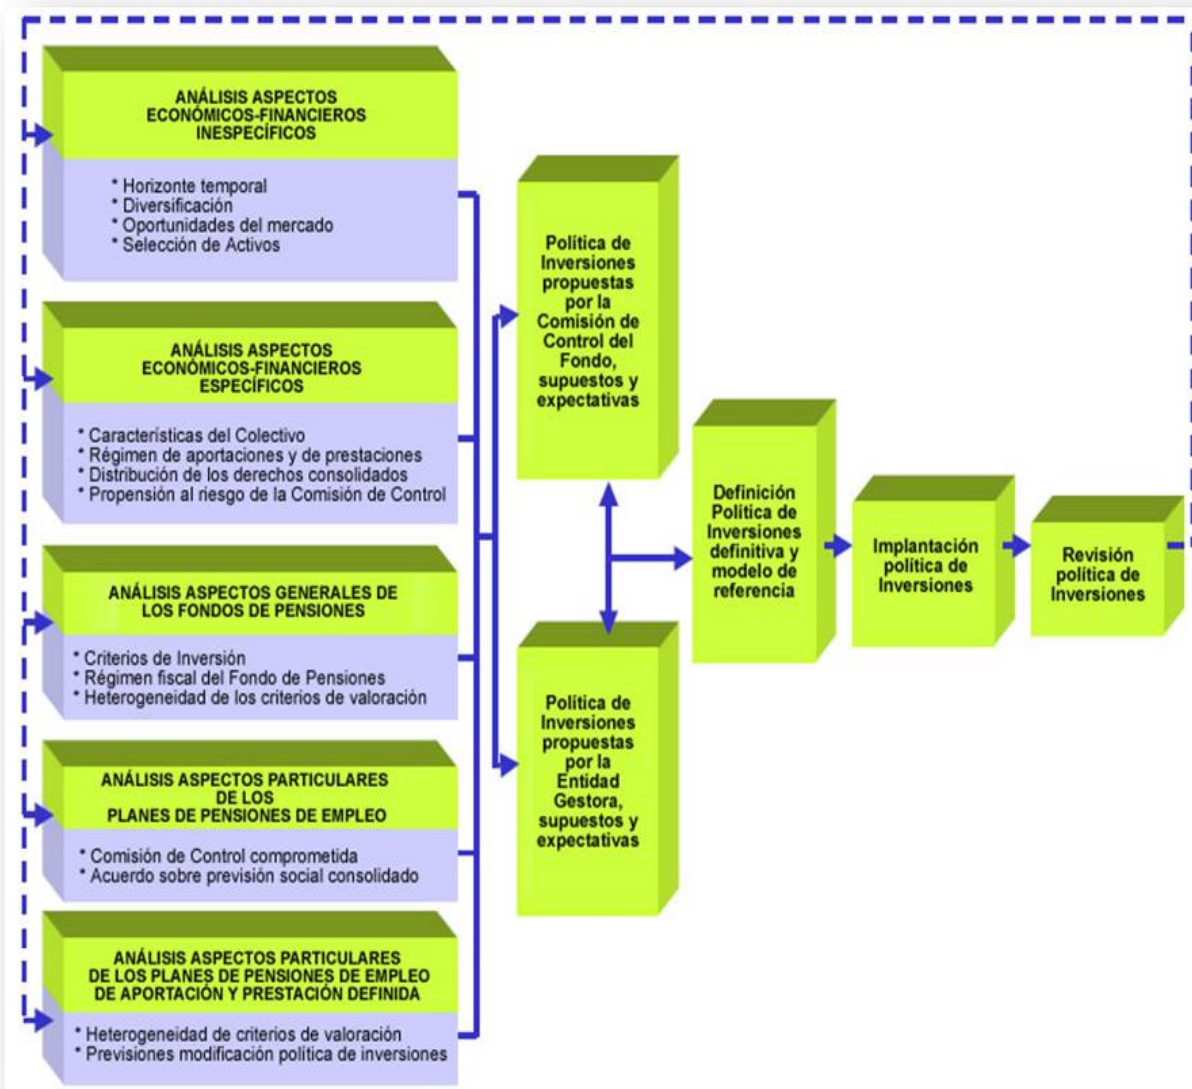 ANÁLISIS ASPECTOS
ECONÓMICOS-FINANCIEROS
INESPECÍFICOS
* Horizonte temporal
* Diversificación
* Oportunidades del mercado
* Selección de Activos
ANÁLISIS ASPECTOS
ECONÓMICOS-FINANCIEROS
ESPECÍFICOS
* Características del Colectivo
* Régimen de aportaciones y de prestaciones
* Distribución de los derechos consolidados
* Propensión al riesgo de la Comisión de Control
ANÁLISIS ASPECTOS GENERALES DE
LOS FONDOS DE PENSIONES
* Criterios de Inversión
* Régimen fiscal del Fondo de Pensiones
* Heterogeneidad de los criterios de valoración
ANÁLISIS ASPECTOS PARTICULARES
DE LOS
PLANES DE PENSIONES DE EMPLEO
* Comisión de Control comprometida
* Acuerdo sobre previsión social consolidado
ANÁLISIS ASPECTOS PARTICULARES
DE LOS PLANES DE PENSIONES DE EMPLEO
DE APORTACIÓN Y PRESTACIÓN DEFINIDA
* Heterogeneidad de criterios de valoración
* Previsiones modificación política de inversiones
Política de
Inversiones
propuestas
por la
Comisión de
Control del
Fondo,
supuestos y
expectativas
Política de
Inversiones
propuestas
por la
Entidad
Gestora,
supuestos y
expectativas
Definición
Política de
Inversiones
definitiva y
modelo de
referencia
Implantación
política de
Inversiones
Revisión
política de
Inversiones